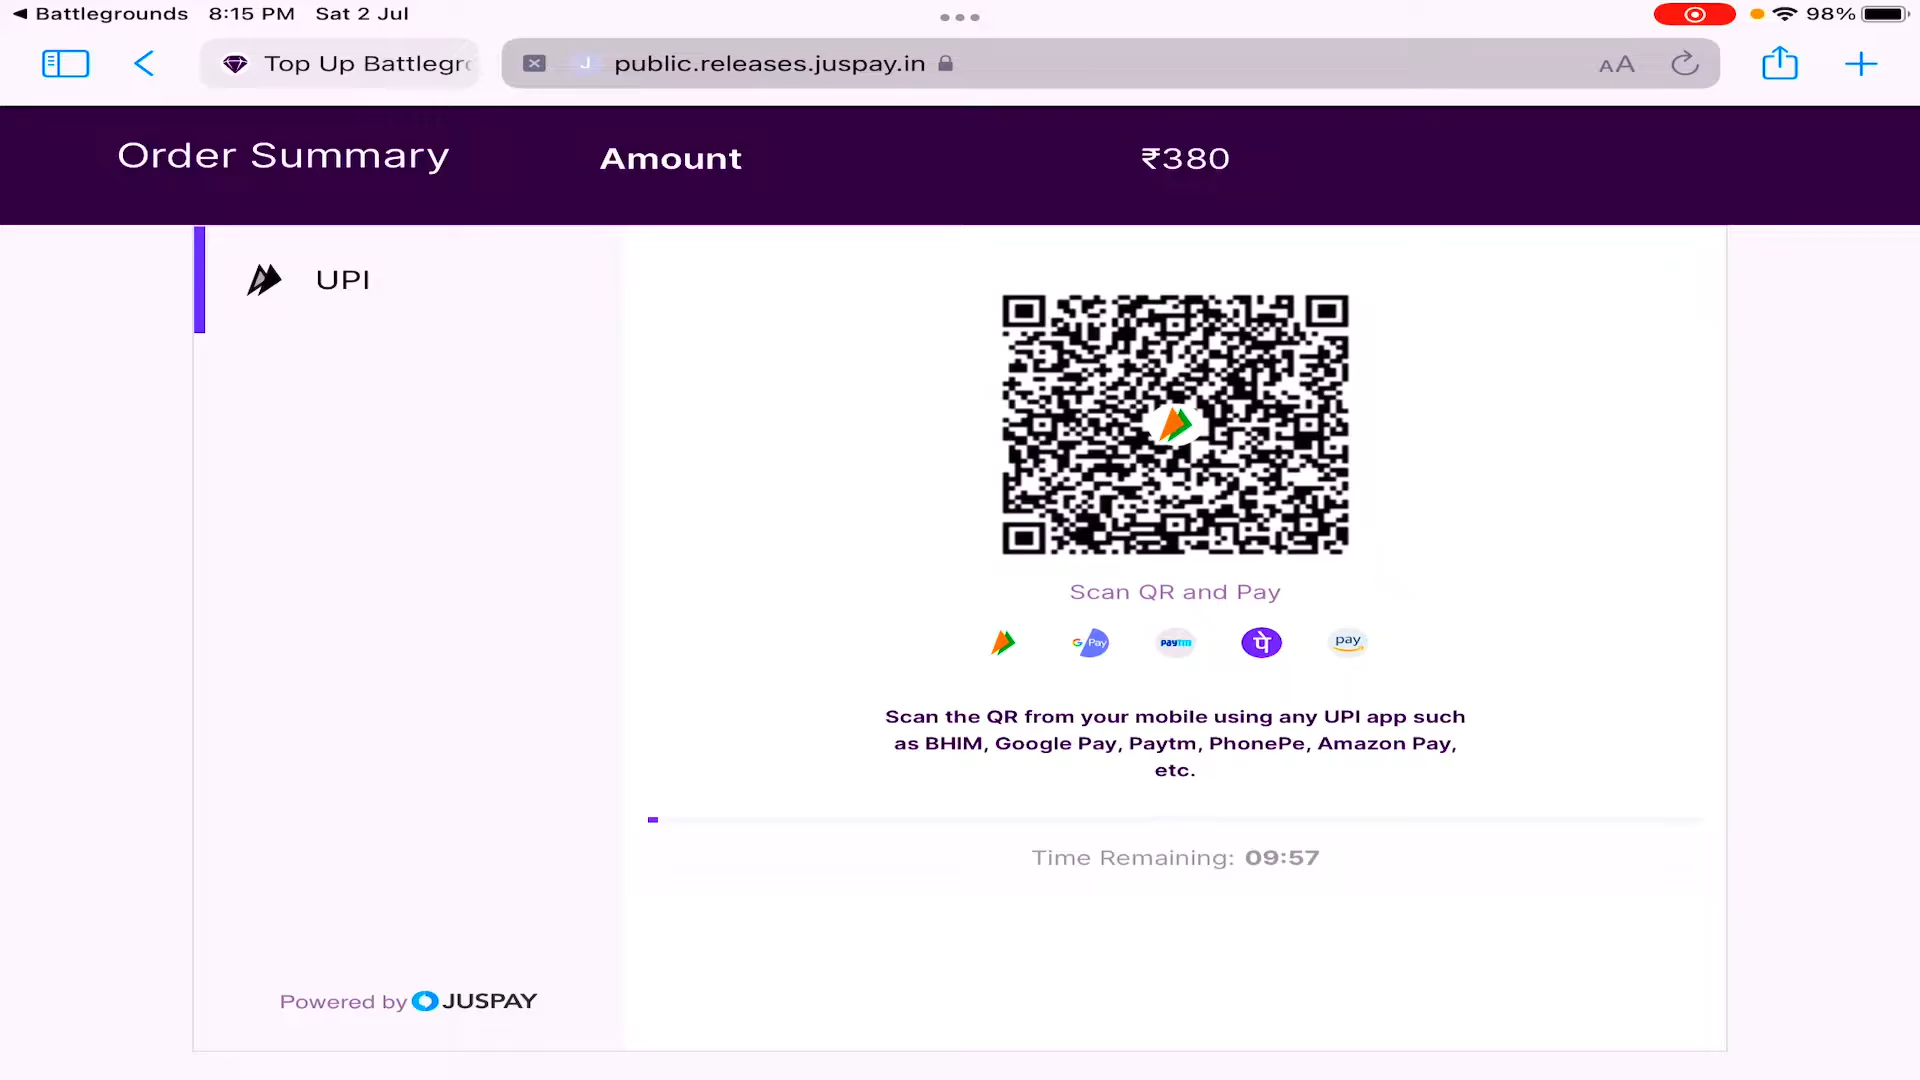 ◀ Battlegrounds 8:15 PM Sat 2 Jul 98%
Top Up Battlegr
J public.releases.juspay.in AA
Order Summary Amount ₹380
UPI
Scan QR and Pay
G Pay paytm पे pay
Scan the QR from your mobile using any UPI app such
as BHIM, Google Pay, Paytm, PhonePe, Amazon Pay,
etc.
Time Remaining: 09:57
Powered by JUSPAY